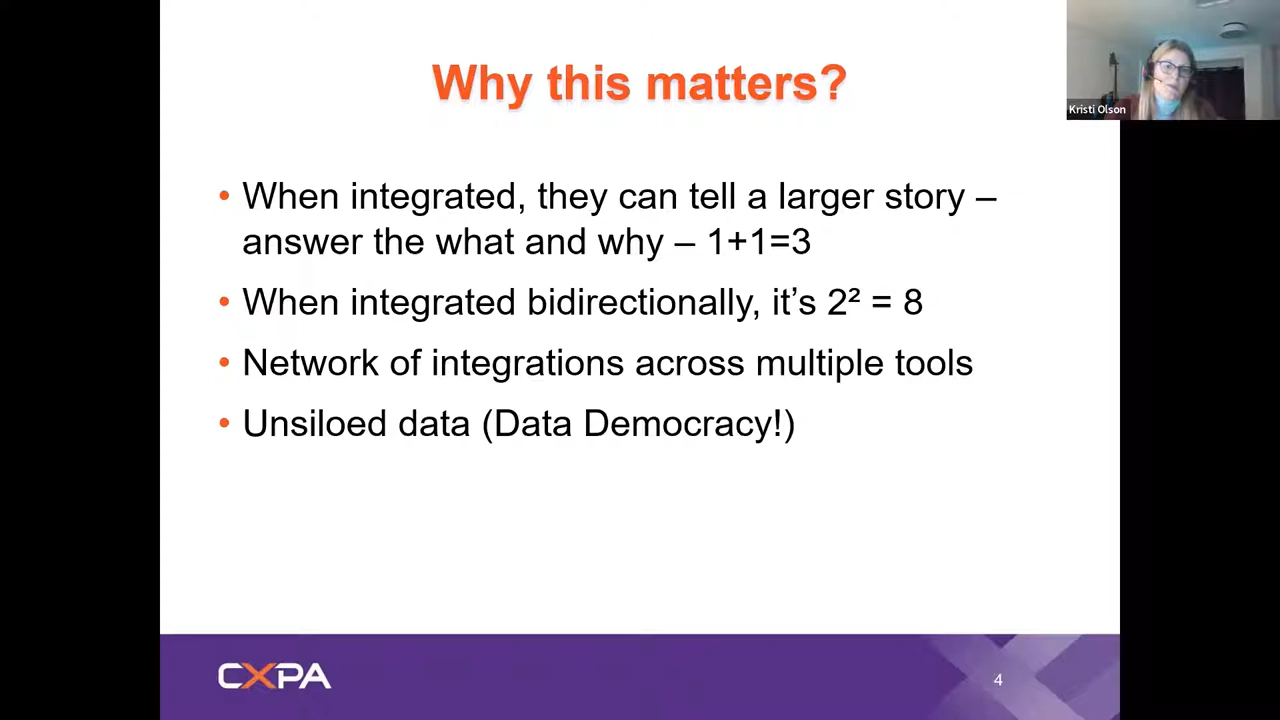 Why this matters?
Kristi Olson
• When integrated, they can tell a larger story –
answer the what and why – 1+1=3
• When integrated bidirectionally, it’s 2² = 8
• Network of integrations across multiple tools
• Unsiloed data (Data Democracy!)
CXPA
4